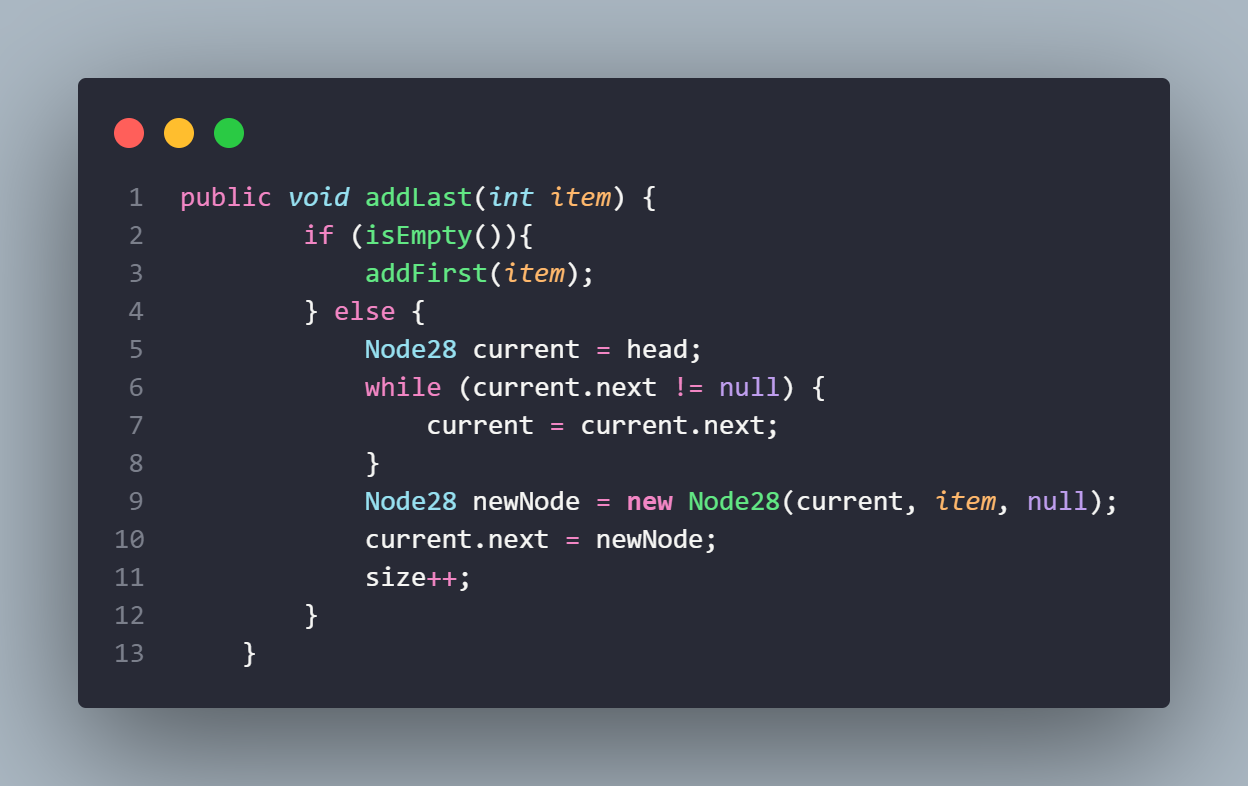 1 public void addLast(int item) {
2         if (isEmpty()){
3             addFirst(item);
4         } else {
5             Node28 current = head;
6             while (current.next != null) {
7                 current = current.next;
8             }
9             Node28 newNode = new Node28(current, item, null);
10             current.next = newNode;
11             size++;
12         }
13     }